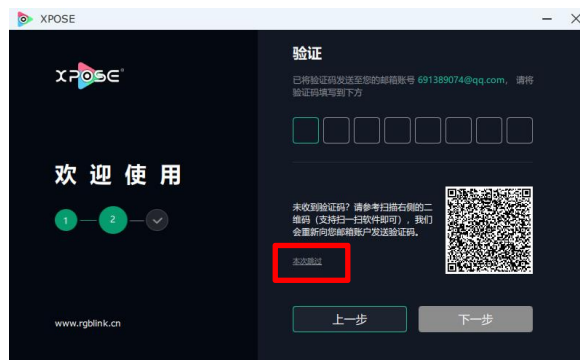 XPOSE
XPOSE
欢迎使用
1
2
www.rgblink.cn
验证
已将验证码发送至您的邮箱账号 691389074@qq.com, 请将
验证码填写到下方
未收到验证码? 请参考扫描右侧的二
维码 (支持扫一扫软件即可) , 我们
会重新向您邮箱账户发送验证码。
本次跳过
上一步
下一步